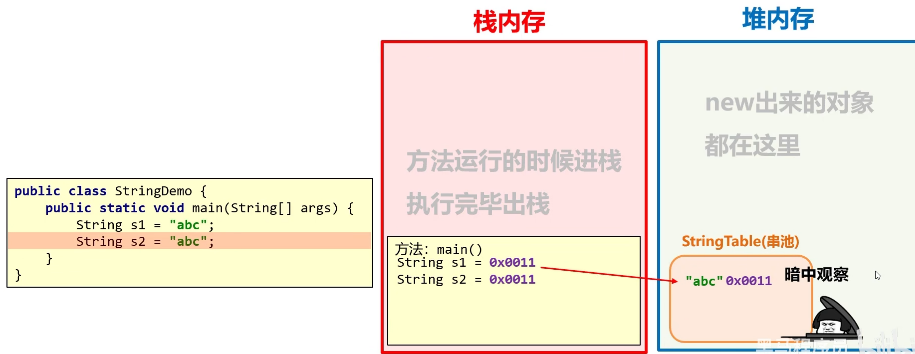 栈内存
堆内存
new出来的对象
都在这里
方法运行的时候进栈
执行完毕出栈
public class StringDemo {
public static void main(String[] args) {
String s1 = "abc";
String s2 = "abc";
}
}
方法: main()
String s1 = 0x0011
String s2 = 0x0011
StringTable(串池)
"abc" 0x0011
暗中观察